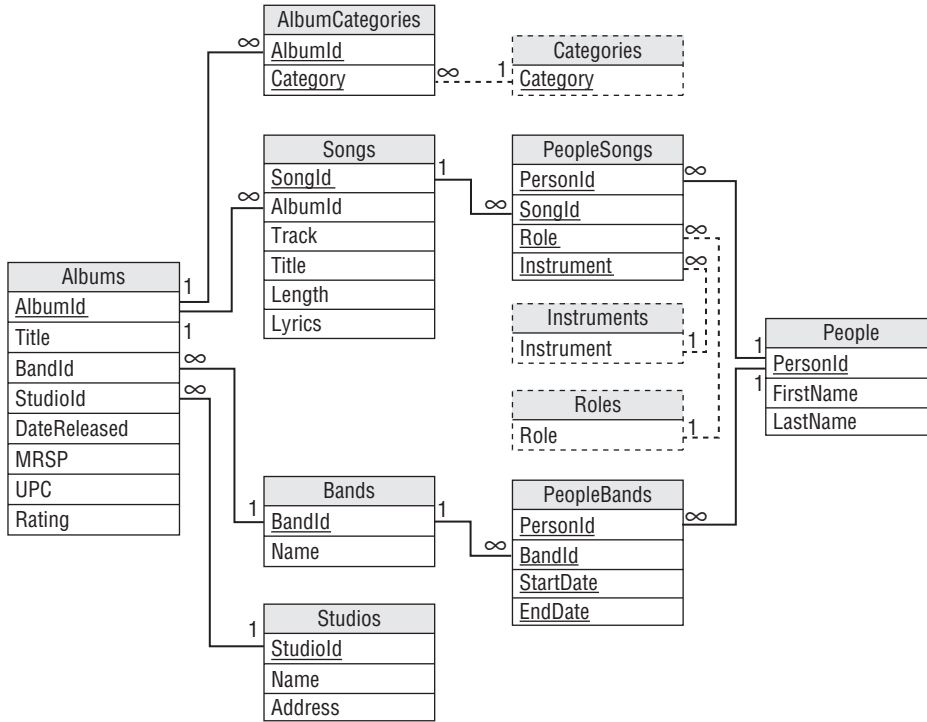 AlbumCategories
AlbumId
Category
∞
∞
1
Categories
Category
Songs
SongId
AlbumId
Track
Title
Length
Lyrics
1
∞
∞
PeopleSongs
PersonId
SongId
Role
Instrument
∞
∞
∞
Albums
AlbumId
Title
BandId
StudioId
DateReleased
MRSP
UPC
Rating
1
1
∞
∞
Instruments
Instrument
1
Roles
Role
1
People
PersonId
FirstName
LastName
1
1
Bands
BandId
Name
1
1
∞
PeopleBands
PersonId
BandId
StartDate
EndDate
∞
Studios
StudioId
Name
Address
1